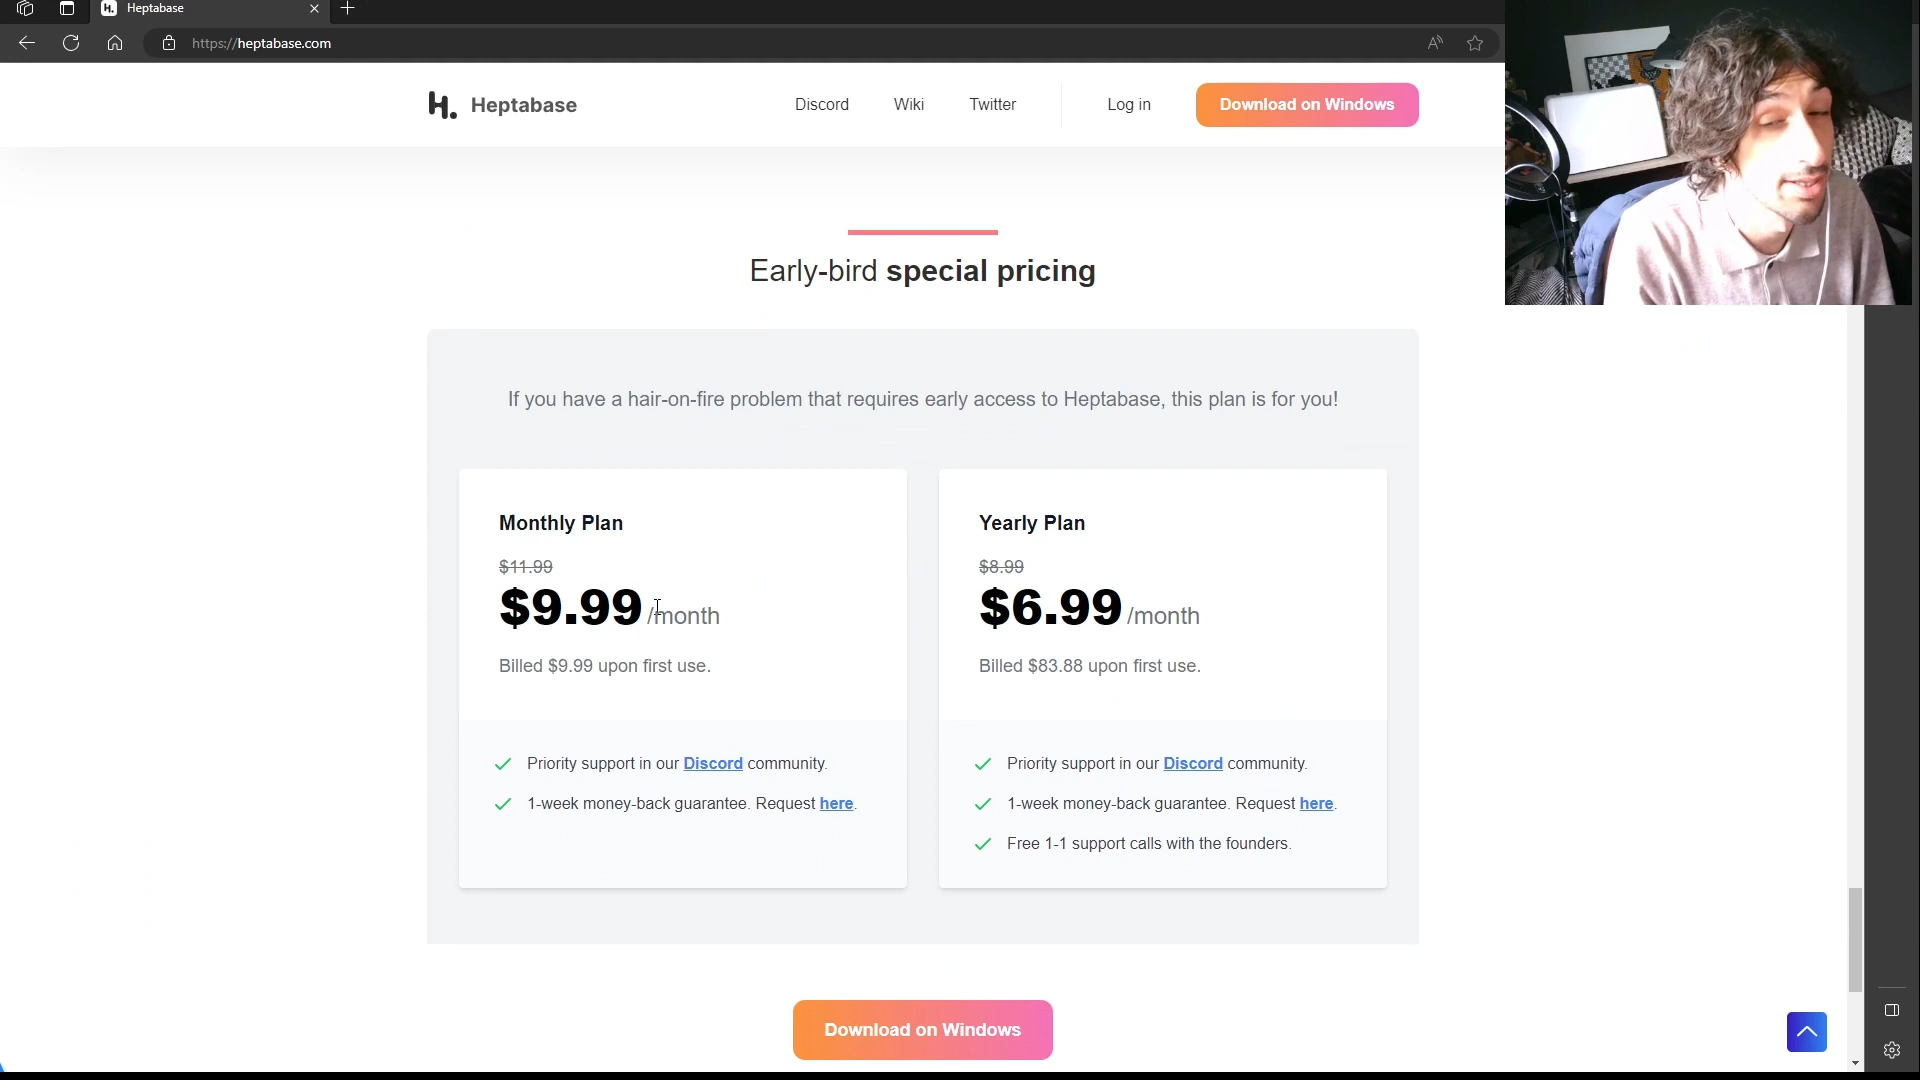 Heptabase
https://heptabase.com
H. Heptabase
Discord
Wiki
Twitter
Log in
Download on Windows
Early-bird special pricing
If you have a hair-on-fire problem that requires early access to Heptabase, this plan is for you!
Monthly Plan
$11.99
$9.99 /month
Billed $9.99 upon first use.
Priority support in our Discord community.
1-week money-back guarantee. Request here.
Yearly Plan
$8.99
$6.99 /month
Billed $83.88 upon first use.
Priority support in our Discord community.
1-week money-back guarantee. Request here.
Free 1-1 support calls with the founders.
Download on Windows